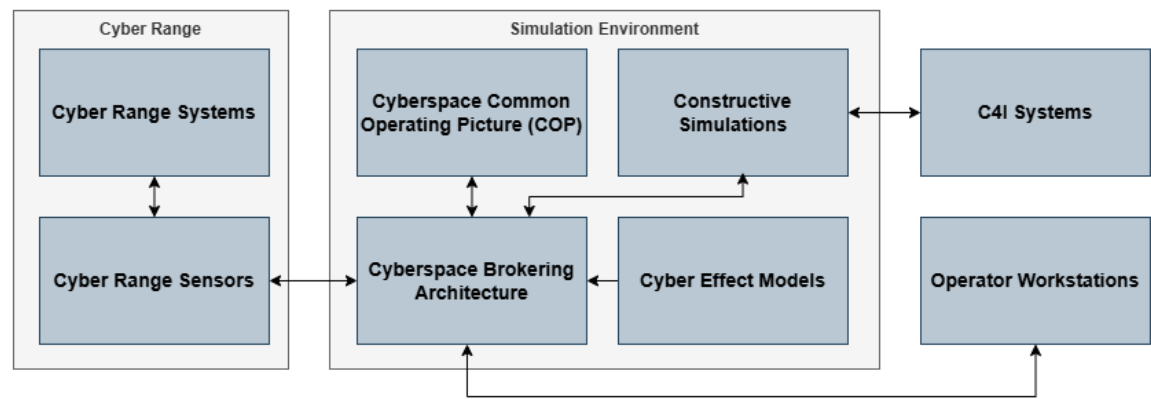 Cyber Range
Simulation Environment
Cyber Range Systems
Cyberspace Common
Operating Picture (COP)
Constructive
Simulations
C4I Systems
Cyber Range Sensors
Cyberspace Brokering
Architecture
Cyber Effect Models
Operator Workstations